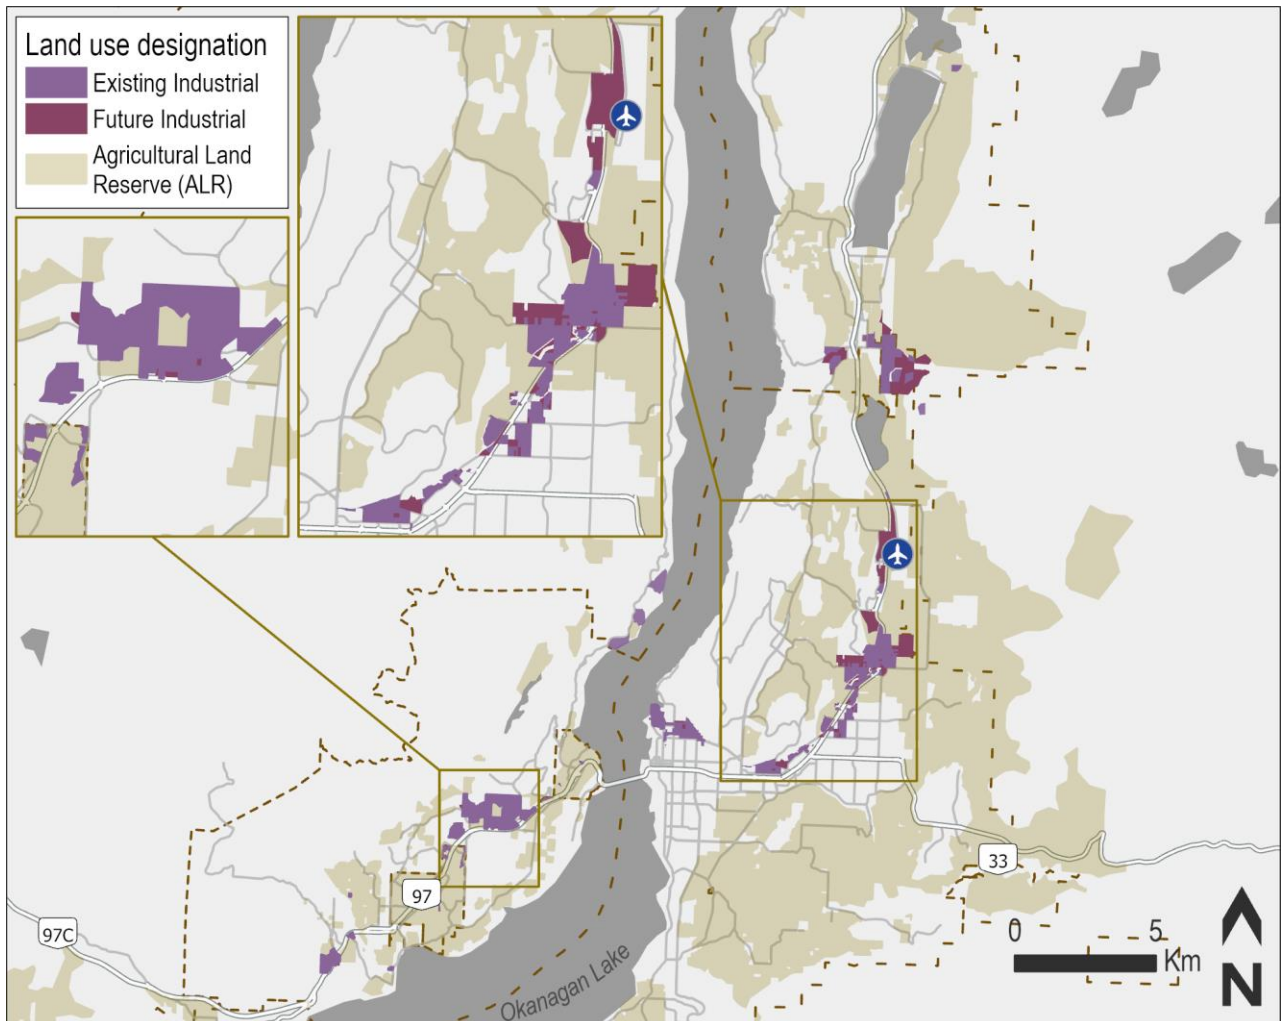 Land use designation
Existing Industrial
Future Industrial
Agricultural Land
Reserve (ALR)
33
97
97C
0 5
Km
N
Okanagan Lake